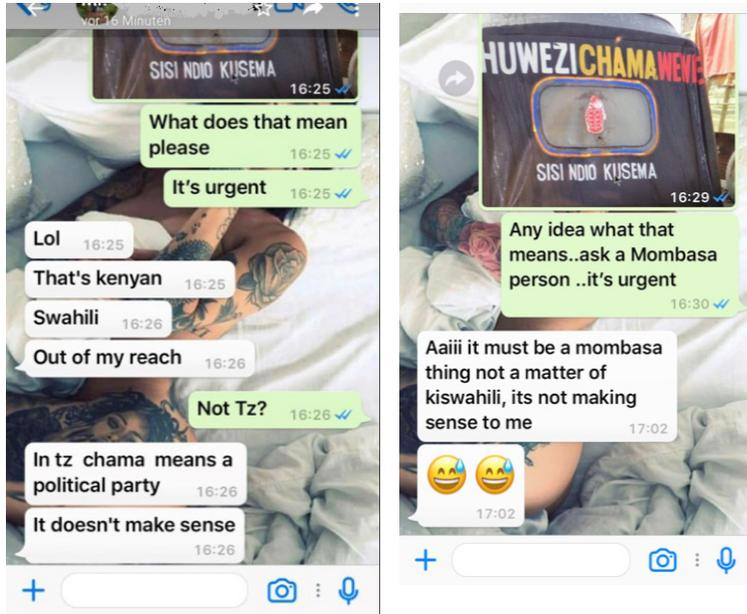 vor 16 Minuten
SISI NDIO KUSEMA
16:25
What does that mean
please
16:25
It's urgent
16:25
Lol
16:25
That's kenyan
16:25
Swahili
16:26
Out of my reach
16:26
Not Tz?
16:26
In tz chama means a
political party
16:26
It doesn't make sense
16:26
HUWEZI CHAMA WEWE
SISI NDIO KUSEMA
16:29
Any idea what that
means..ask a Mombasa
person ..it's urgent
16:30
Aaiii it must be a mombasa
thing not a matter of
kiswahili, its not making
sense to me
17:02
17:02